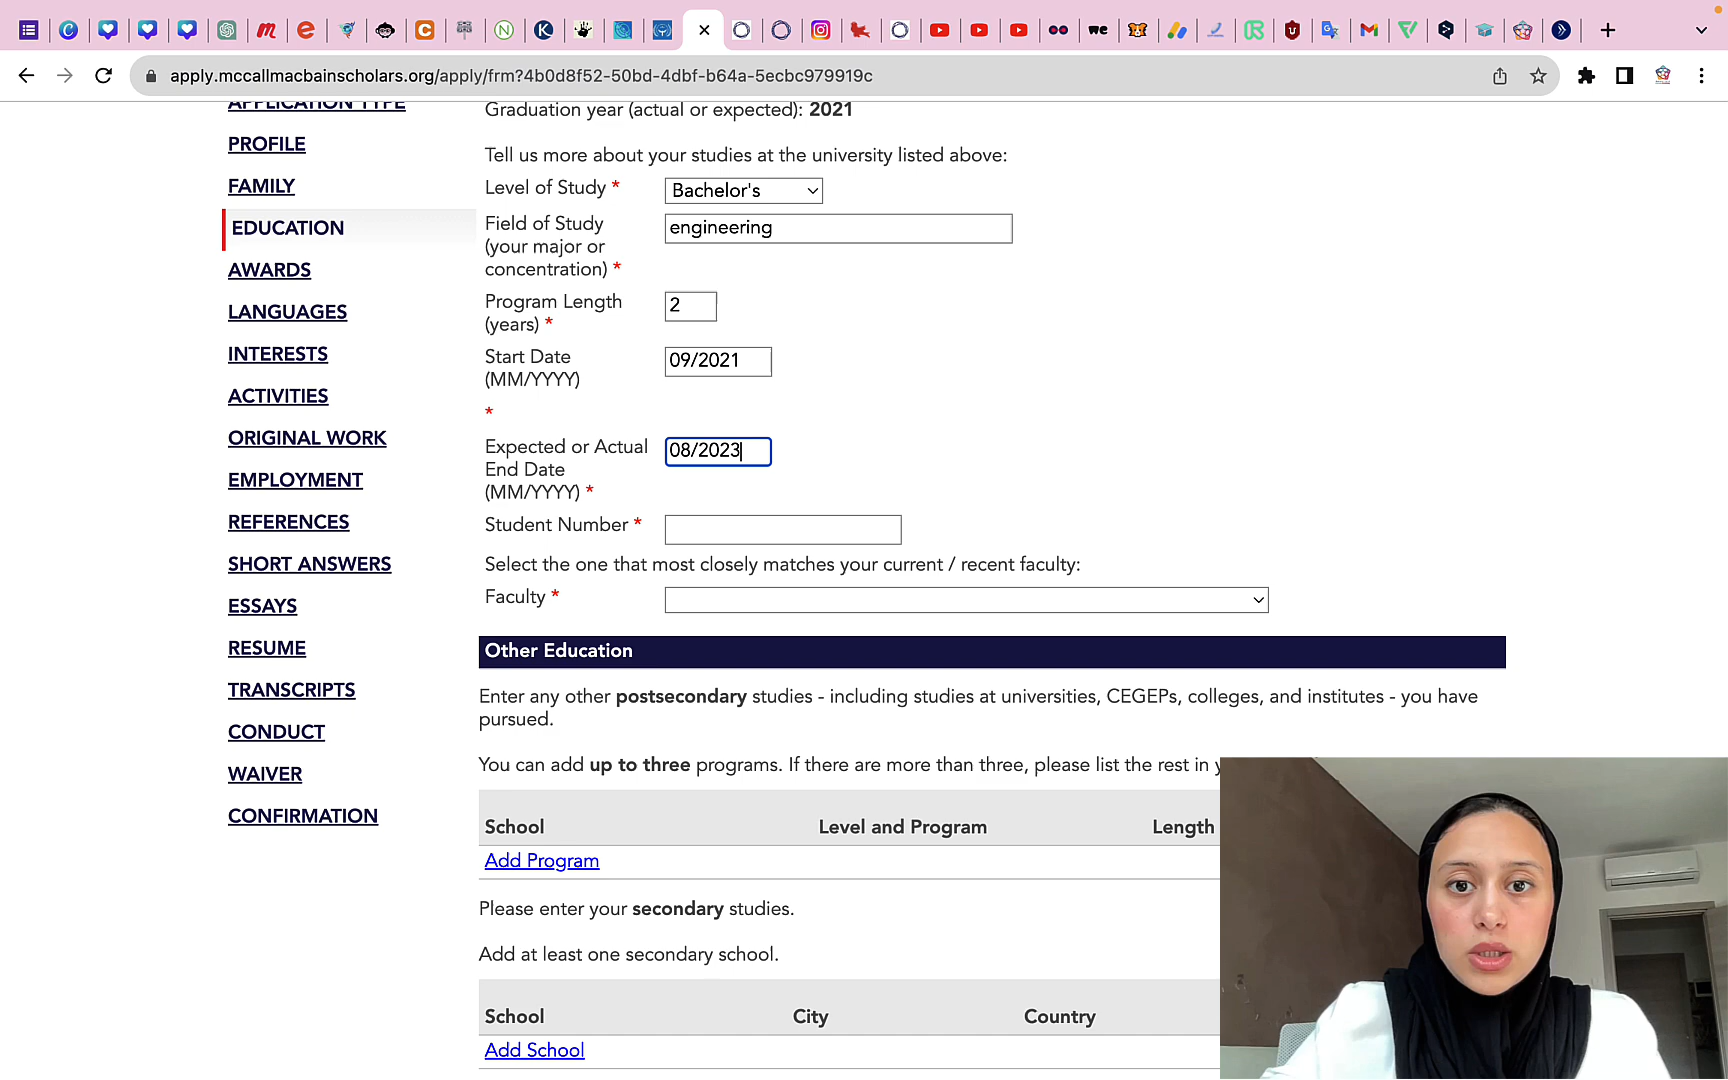 we
apply.mccallmacbainscholars.org/apply/frm?4b0d8f52-50bd-4dbf-b64a-5ecbc979919c
APPLICATION TYPE
PROFILE
FAMILY
EDUCATION
AWARDS
LANGUAGES
INTERESTS
ACTIVITIES
ORIGINAL WORK
EMPLOYMENT
REFERENCES
SHORT ANSWERS
ESSAYS
RESUME
TRANSCRIPTS
CONDUCT
WAIVER
CONFIRMATION
Graduation year (actual or expected): 2021
Tell us more about your studies at the university listed above:
Level of Study * Bachelor's
Field of Study
(your major or
concentration) *
engineering
Program Length
(years) *
2
Start Date
(MM/YYYY)
*
09/2021
Expected or Actual
End Date
(MM/YYYY) *
08/2023
Student Number *
Select the one that most closely matches your current / recent faculty:
Faculty *
Other Education
Enter any other postsecondary studies - including studies at universities, CEGEPs, colleges, and institutes - you have
pursued.
You can add up to three programs. If there are more than three, please list the rest in
School Level and Program Length
Add Program
Please enter your secondary studies.
Add at least one secondary school.
School City Country
Add School